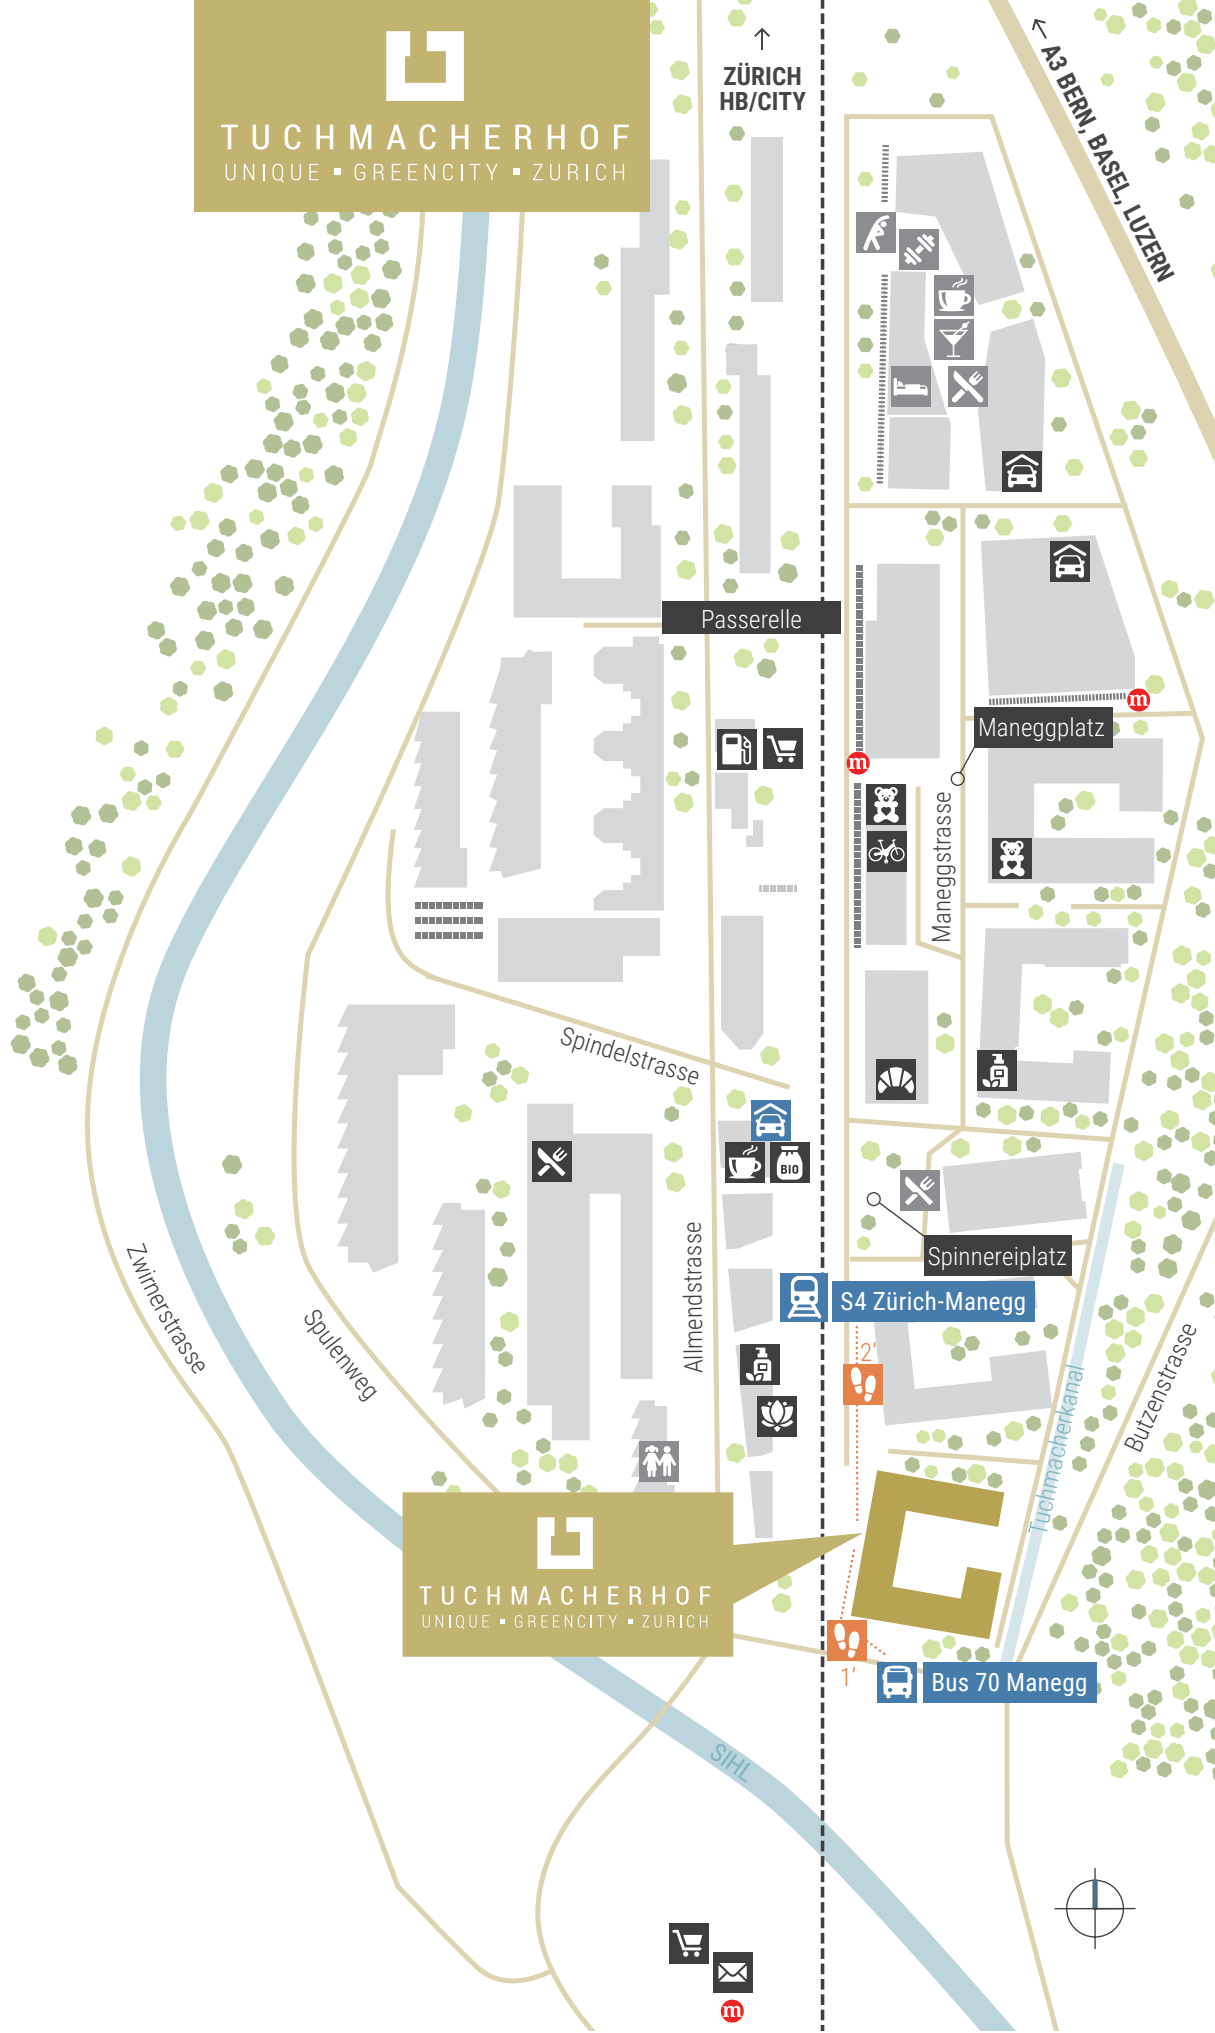 TUCHMACHERHOF
UNIQUE ▪ GREENCITY ▪ ZURICH
ZÜRICH
HB/CITY
A3 BERN, BASEL, LUZERN
Passerelle
m
Maneggplatz
m
Maneggstrasse
Spindelstrasse
BIO
Spinnereiplatz
Allmendstrasse
Zwirnerstrasse
Spulenweg
S4 Zürich-Manegg
2'
Butzenstrasse
Tuchmacherkanal
TUCHMACHERHOF
UNIQUE ▪ GREENCITY ▪ ZURICH
1'
Bus 70 Manegg
SIHL
m